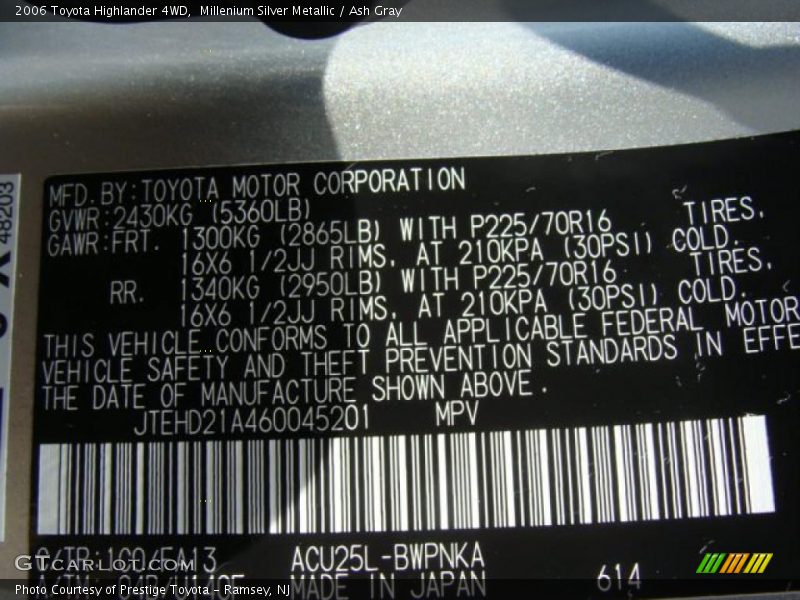 2006 Toyota Highlander 4WD,  Millenium Silver Metallic / Ash Gray
48203
MFD.BY:TOYOTA MOTOR CORPORATION
GVWR:2430KG (5360LB)
GAWR:FRT. 1300KG (2865LB) WITH P225/70R16 TIRES,
16X6 1/2JJ RIMS, AT 210KPA (30PSI) COLD.
RR. 1340KG (2950LB) WITH P225/70R16 TIRES,
16X6 1/2JJ RIMS, AT 210KPA (30PSI) COLD.
THIS VEHICLE CONFORMS TO ALL APPLICABLE FEDERAL MOTOR
VEHICLE SAFETY AND THEFT PREVENTION STANDARDS IN EFFE
THE DATE OF MANUFACTURE SHOWN ABOVE.
JTEHD21A460045201 MPV
C/TR:1C0/FA13 ACU25L-BWPNKA
MADE IN JAPAN 614
GTCARLOT.COM
Photo Courtesy of Prestige Toyota - Ramsey, NJ